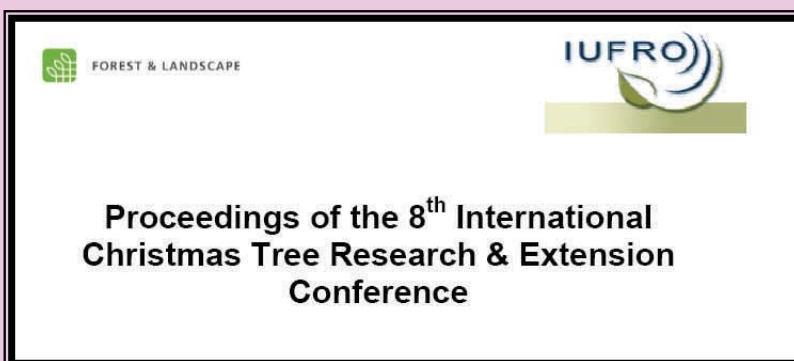 FOREST & LANDSCAPE
IUFRO
Proceedings of the 8th International
Christmas Tree Research & Extension
Conference